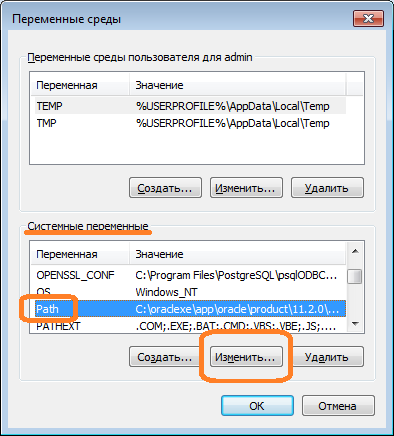 Переменные среды
Переменные среды пользователя для admin
Переменная Значение
TEMP %USERPROFILE%\AppData\Local\Temp
TMP %USERPROFILE%\AppData\Local\Temp
Создать... Изменить... Удалить
Системные переменные
Переменная Значение
OPENSSL_CONF C:\Program Files\PostgreSQL\psqlODBC...
OS Windows_NT
Path C:\oraclexe\app\oracle\product\11.2.0\...
PATHEXT .COM;.EXE;.BAT;.CMD;.VBS;.VBE;.JS;....
Создать... Изменить... Удалить
OK Отмена